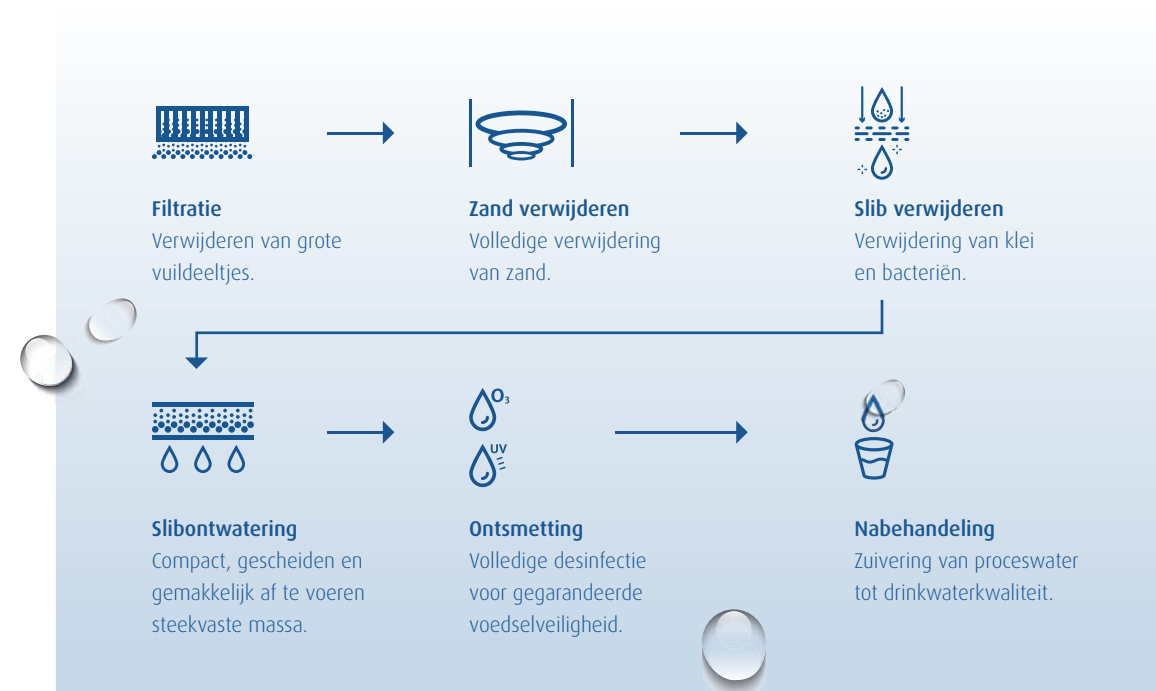 Filtratie
Verwijderen van grote
vuildeeltjes.
Zand verwijderen
Volledige verwijdering
van zand.
Slib verwijderen
Verwijdering van klei
en bacteriën.
Slibontwatering
Compact, gescheiden en
gemakkelijk af te voeren
steekvaste massa.
O₃
UV
Ontsmetting
Volledige desinfectie
voor gegarandeerde
voedselveiligheid.
Nabehandeling
Zuivering van proceswater
tot drinkwaterkwaliteit.